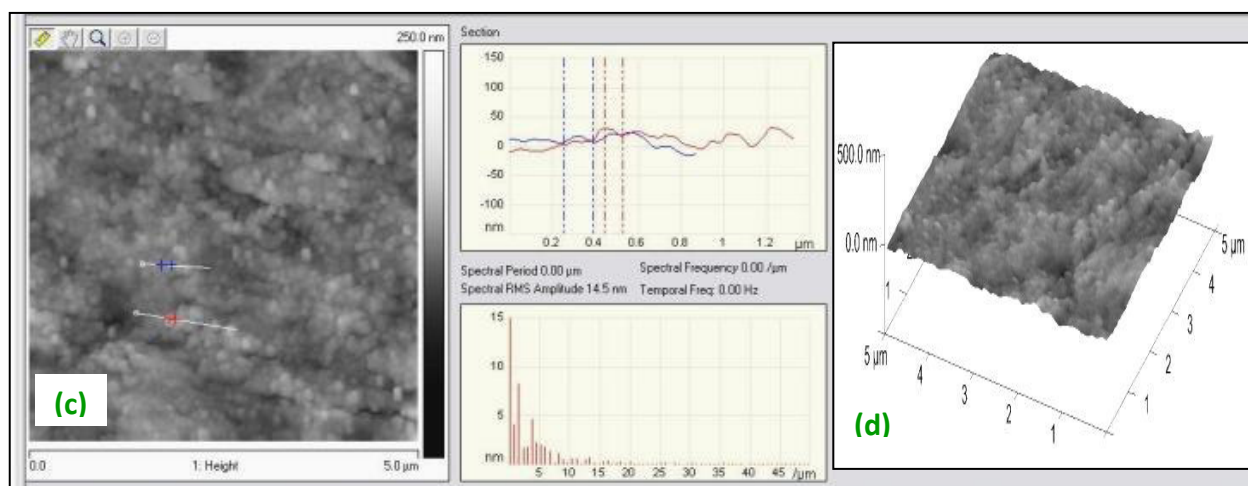 250.0 nm
(c)
0.0
1: Height
5.0 µm
Section
150
100
50
0
-50
-100
nm
0.2
0.4
0.6
0.8
1
1.2
µm
Spectral Period 0.00 µm
Spectral Frequency 0.00 /µm
Spectral RMS Amplitude 14.5 nm
Temporal Freq: 0.00 Hz
15
10
5
nm
5
10
15
20
25
30
35
40
45
/µm
500.0 nm
0.0 nm
1
5 µm
4
3
2
1
5 µm
4
3
2
1
(d)